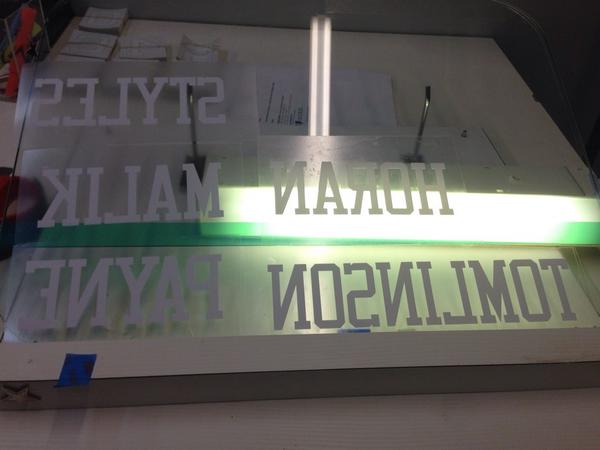 STYLES
MALIK HORAN
PAYNE TOMLINSON